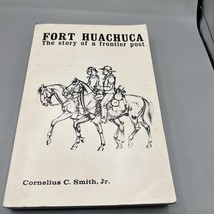 FORT HUACHUCA
The story of a frontier post
Cornelius C. Smith, Jr.